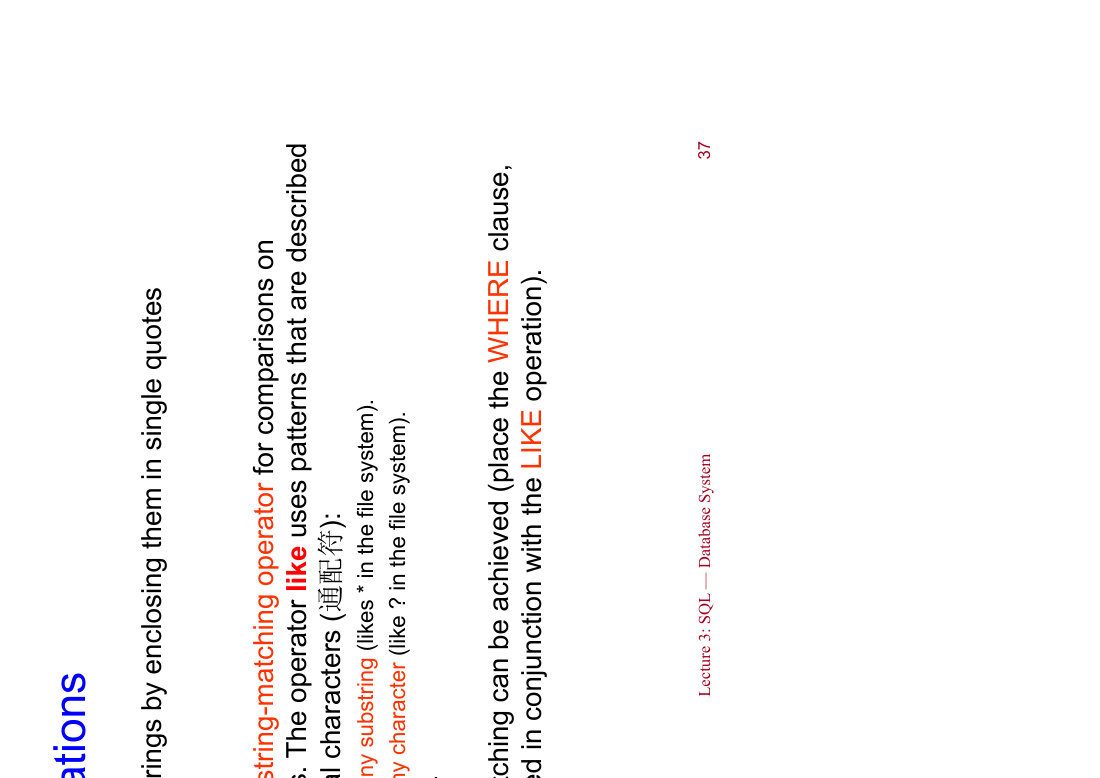 ations
rings by enclosing them in single quotes
string-matching operator for comparisons on
s. The operator like uses patterns that are described
al characters (通配符):
ny substring (likes * in the file system).
ny character (like ? in the file system).
tching can be achieved (place the WHERE clause,
ed in conjunction with the LIKE operation).
Lecture 3: SQL — Database System 37